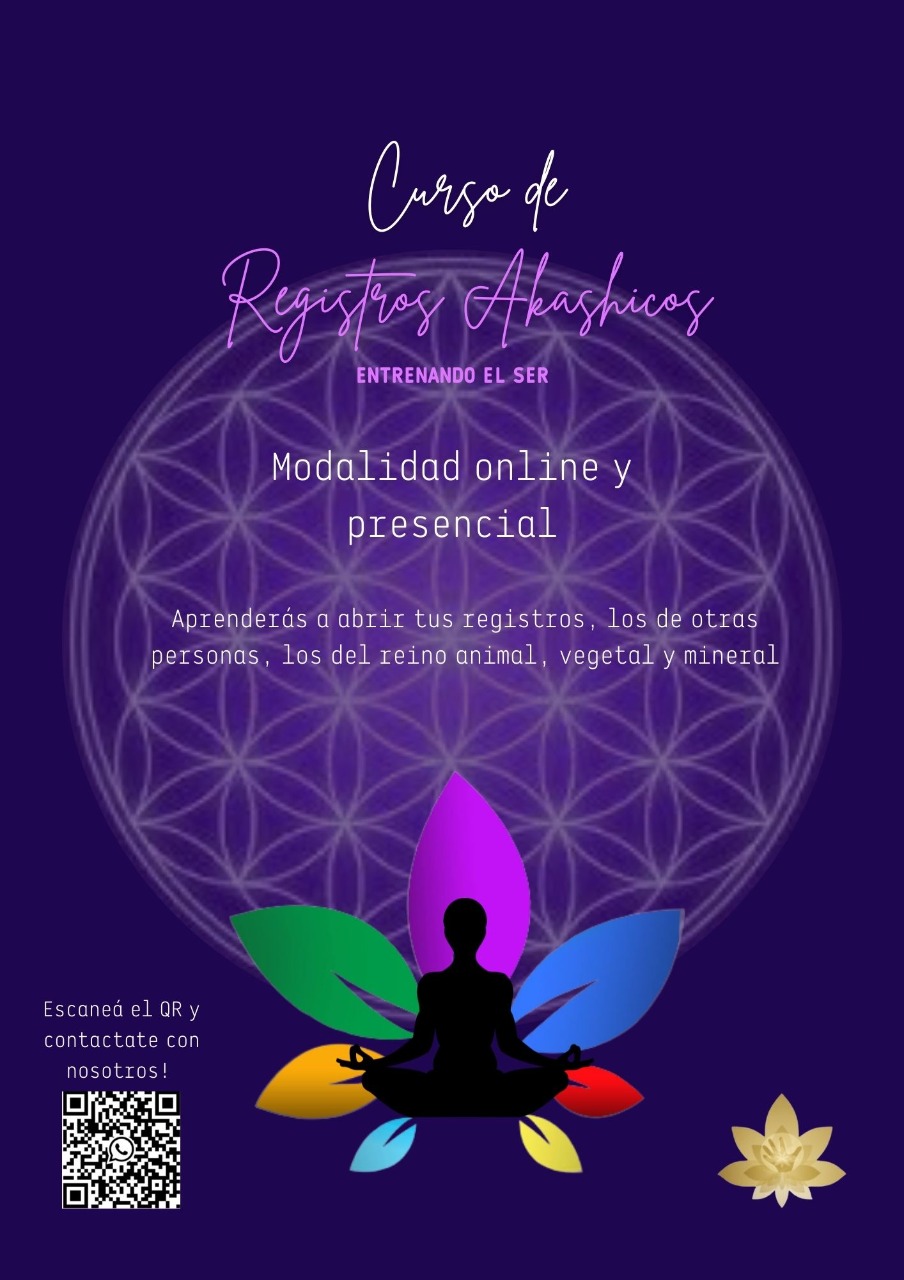 Curso de
Registros Akashicos
ENTRENANDO EL SER
Modalidad online y
presencial
Aprenderás a abrir tus registros, los de otras
personas, los del reino animal, vegetal y mineral
Escaneá el QR y
contactate con
nosotros!